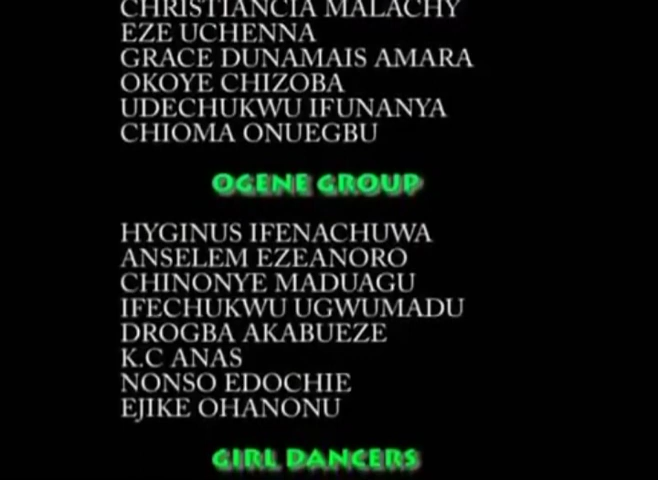 CHRISTIANCIA MALACHY
EZE UCHENNA
GRACE DUNAMAIS AMARA
OKOYE CHIZOBA
UDECHUKWU IFUNANYA
CHIOMA ONUEGBU
OGENE GROUP
HYGINUS IFENACHUWA
ANSELEM EZEANORO
CHINONYE MADUAGU
IFECHUKWU UGWUMADU
DROGBA AKABUEZE
K.C ANAS
NONSO EDOCHIE
EJIKE OHANONU
GIRL DANCERS